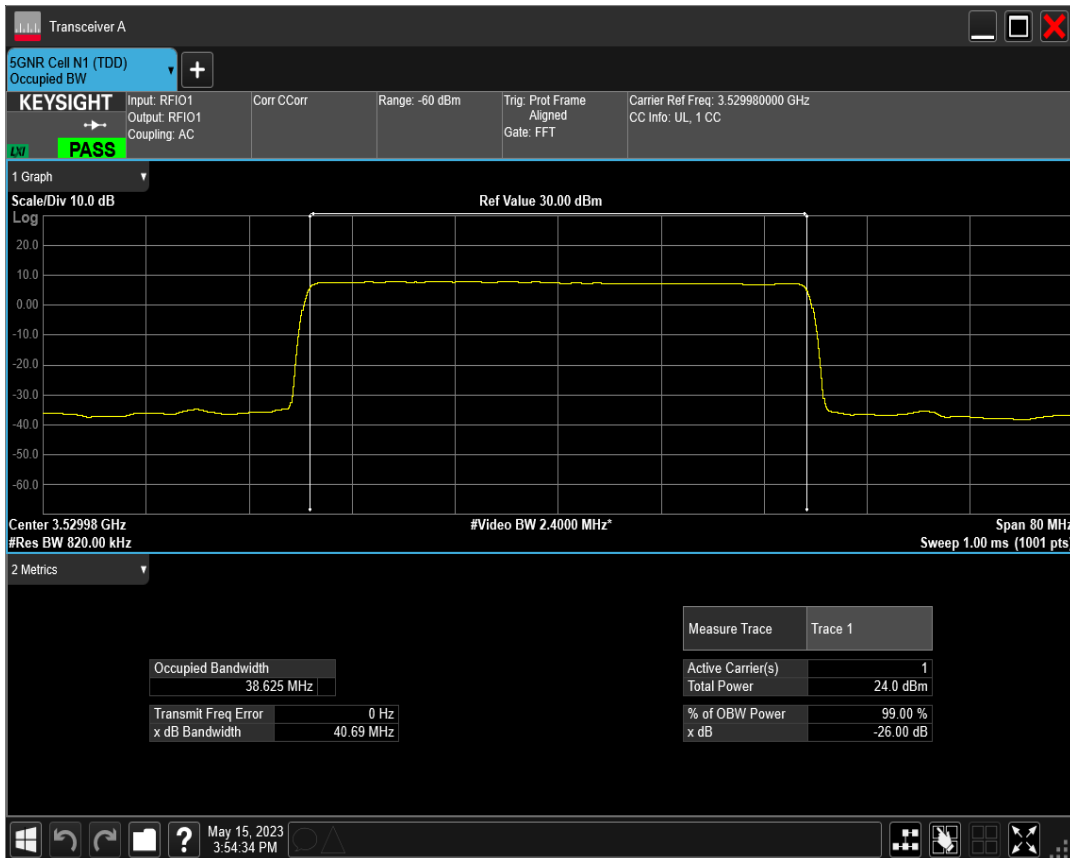 Transceiver A
5GNR Cell N1 (TDD)
Occupied BW
+
KEYSIGHT
LXI
PASS
Input: RFIO1
Output: RFIO1
Coupling: AC
Corr CCorr
Range: -60 dBm
Trig: Prot Frame
Aligned
Gate: FFT
Carrier Ref Freq: 3.529980000 GHz
CC Info: UL, 1 CC
1 Graph
Scale/Div 10.0 dB
Ref Value 30.00 dBm
Log
20.0
10.0
0.00
-10.0
-20.0
-30.0
-40.0
-50.0
-60.0
Center 3.52998 GHz
#Video BW 2.4000 MHz*
Span 80 MHz
#Res BW 820.00 kHz
Sweep 1.00 ms (1001 pts)
2 Metrics
Measure Trace Trace 1
Occupied Bandwidth
38.625 MHz
Transmit Freq Error 0 Hz
x dB Bandwidth 40.69 MHz
Active Carrier(s) 1
Total Power 24.0 dBm
% of OBW Power 99.00 %
x dB -26.00 dB
?
May 15, 2023
3:54:34 PM